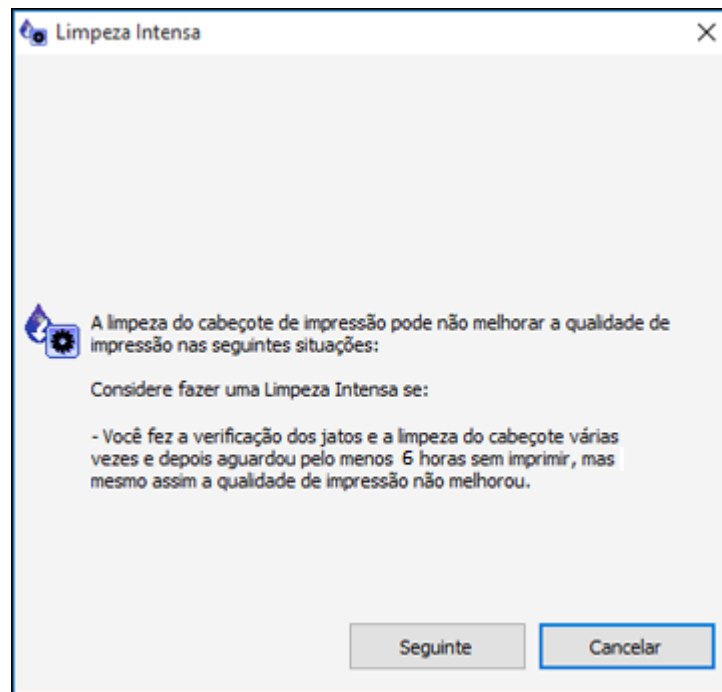 Limpeza Intensa
A limpeza do cabeçote de impressão pode não melhorar a qualidade de
impressão nas seguintes situações:
Considere fazer uma Limpeza Intensa se:
- Você fez a verificação dos jatos e a limpeza do cabeçote várias
vezes e depois aguardou pelo menos 6 horas sem imprimir, mas
mesmo assim a qualidade de impressão não melhorou.
Seguinte
Cancelar